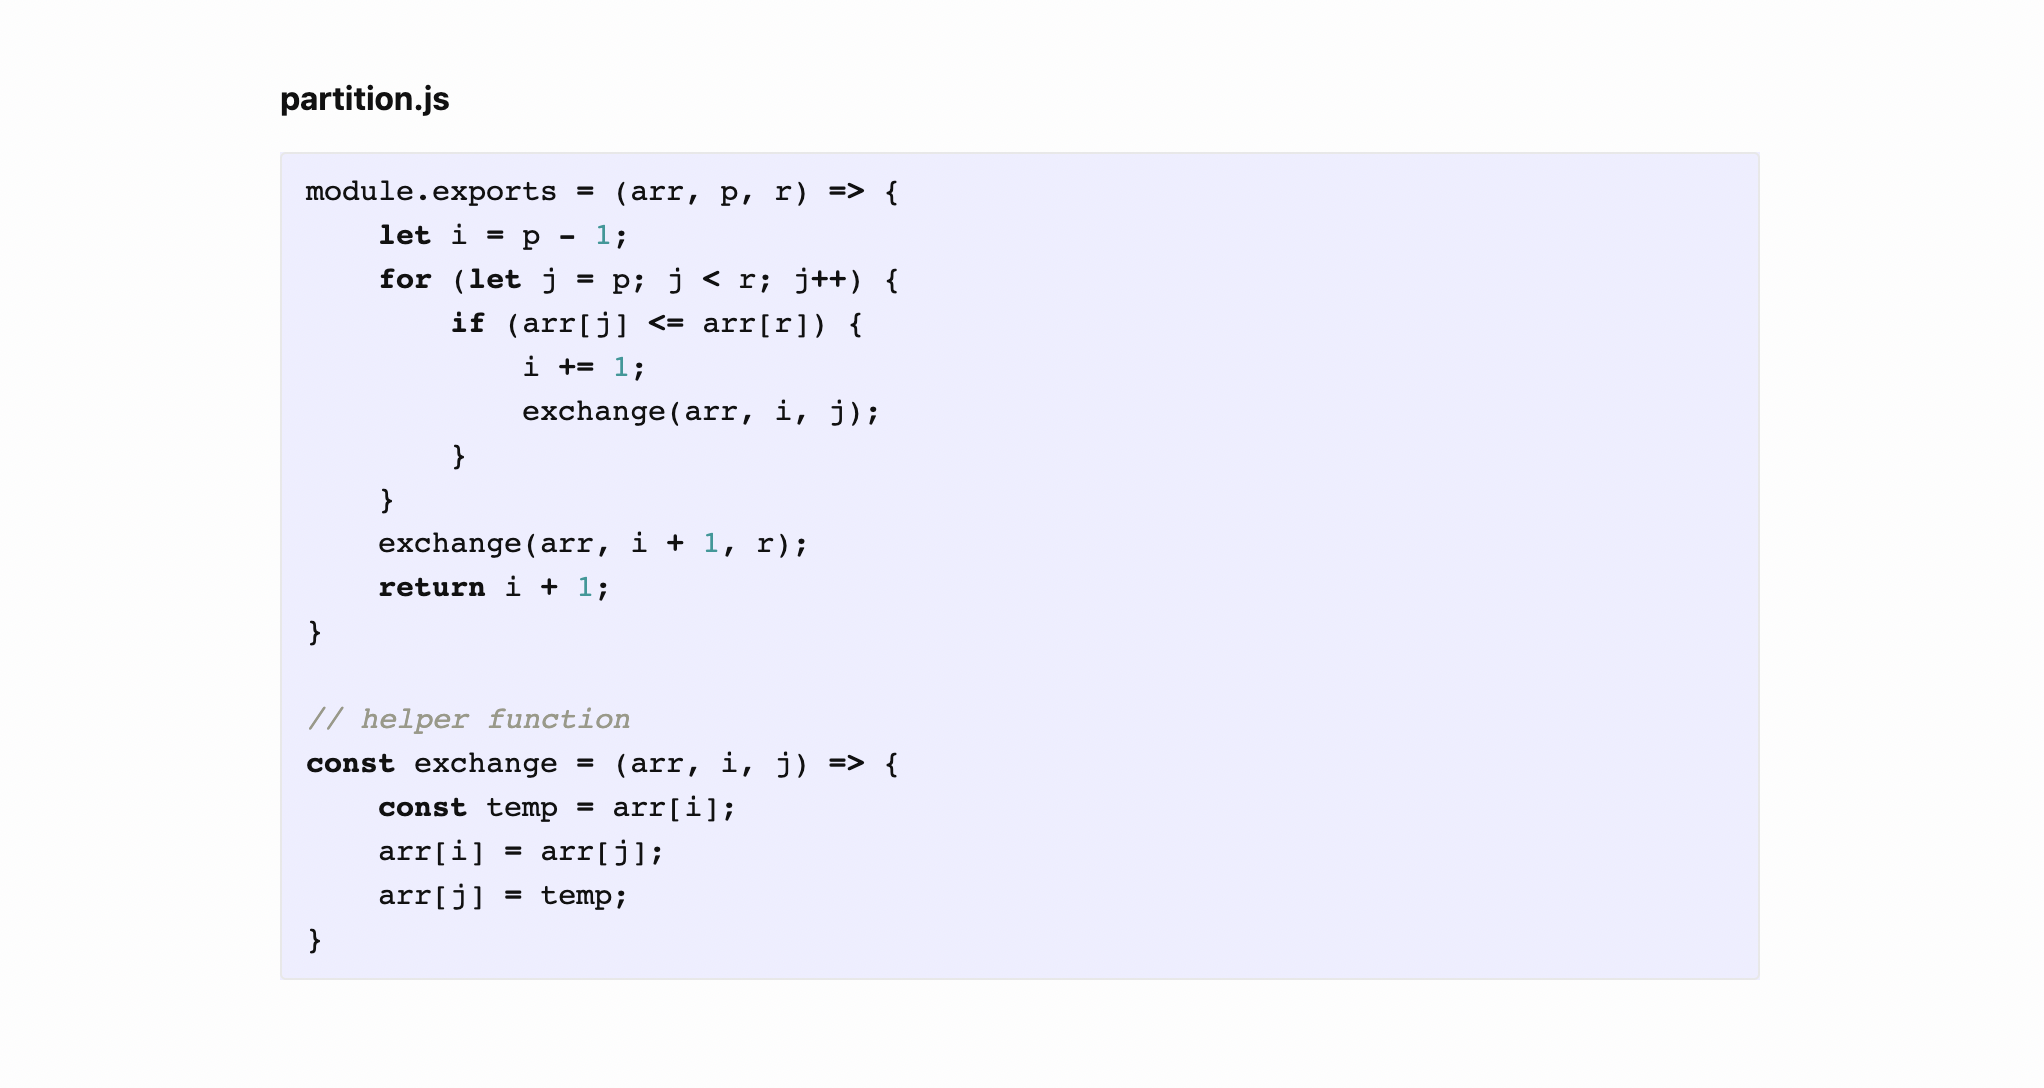 partition.js
module.exports = (arr, p, r) => {
    let i = p - 1;
    for (let j = p; j < r; j++) {
        if (arr[j] <= arr[r]) {
            i += 1;
            exchange(arr, i, j);
        }
    }
    exchange(arr, i + 1, r);
    return i + 1;
}

// helper function
const exchange = (arr, i, j) => {
    const temp = arr[i];
    arr[i] = arr[j];
    arr[j] = temp;
}